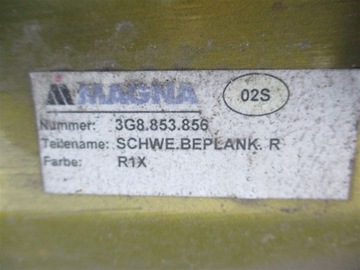 MAGNA 02S
Nummer: 3G8.853.856
Teilename: SCHWE.BEPLANK. R
Farbe: R1X